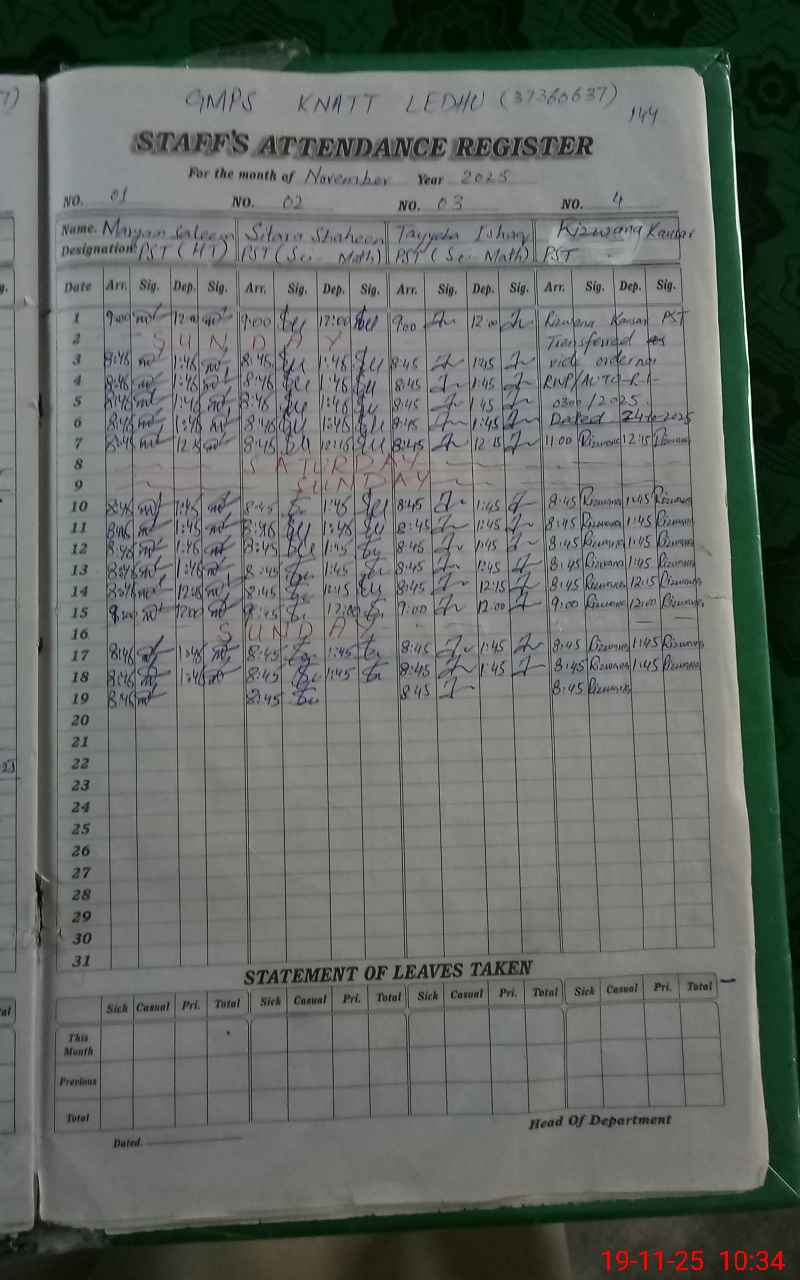 GMPS KNATT LEDHU (37360637)
144
STAFF'S ATTENDANCE REGISTER
For the month of November Year 2025
NO. 01 NO. 02 NO. 03 NO. 4
Name. Maryam Saleem Sitara Shaheen Tayyeba Ishaq Rizwana Kausar
Designation: PST (HT) PST (Sci Math) PST (Sc. Math) PST
Date Arr. Sig. Dep. Sig. Arr. Sig. Dep. Sig. Arr. Sig. Dep. Sig. Arr. Sig. Dep. Sig.
1 9:00 12:00 9:00 12:00 9:00 12:00 Rizwana Kausar PST
2 SUNDAY Transferred
3 8:45 1:45 8:45 1:45 8:45 1:45 vide order no
4 8:45 1:45 8:45 1:45 8:45 1:45
5 8:45 1:45 8:45 1:45 8:45 1:45 0300/2025
6 8:45 1:45 8:45 1:45 8:45 1:45 Dated 24-10-2025
7 8:45 12:15 8:45 12:15 8:45 12:15 11:00 Rizwana 12:15 Rizwana
8 SATURDAY
9 SUNDAY
10 8:45 1:45 8:45 1:45 8:45 1:45 8:45 Rizwana 1:45 Rizwana
11 8:45 1:45 8:45 1:45 8:45 1:45 8:45 Rizwana 1:45 Rizwana
12 8:45 1:45 8:45 1:45 8:45 1:45 8:45 Rizwana 1:45 Rizwana
13 8:45 1:45 8:45 1:45 8:45 1:45 8:45 Rizwana 1:45 Rizwana
14 8:45 12:15 8:45 12:15 8:45 12:15 8:45 Rizwana 12:15 Rizwana
15 9:00 12:00 12:00 9:00 12:00 9:00 Rizwana 12:00 Rizwana
16 SUNDAY
17 8:45 1:45 8:45 1:45 8:45 1:45 8:45 Rizwana 1:45 Rizwana
18 8:45 1:45 8:45 1:45 8:45 1:45 8:45 Rizwana 1:45 Rizwana
19 8:45 8:45 8:45 8:45 Rizwana
20
21
22
23
24
25
26
27
28
29
30
31
STATEMENT OF LEAVES TAKEN
Sick Casual Pri. Total Sick Casual Pri. Total Sick Casual Pri. Total Sick Casual Pri. Total
This
Month
Previous
Total
Head Of Department
Dated.
19-11-25 10:34